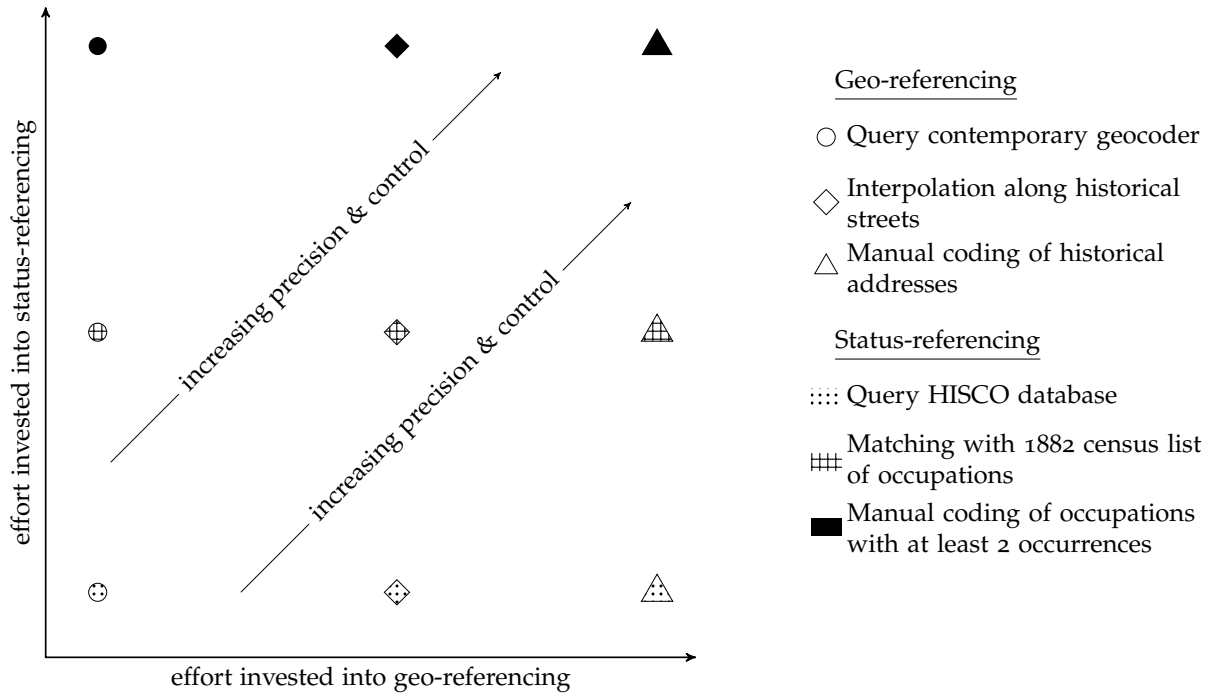 effort invested into status-referencing
increasing precision & control
increasing precision & control
effort invested into geo-referencing
Geo-referencing
Query contemporary geocoder
Interpolation along historical
streets
Manual coding of historical
addresses
Status-referencing
Query HISCO database
Matching with 1882 census list
of occupations
Manual coding of occupations
with at least 2 occurrences